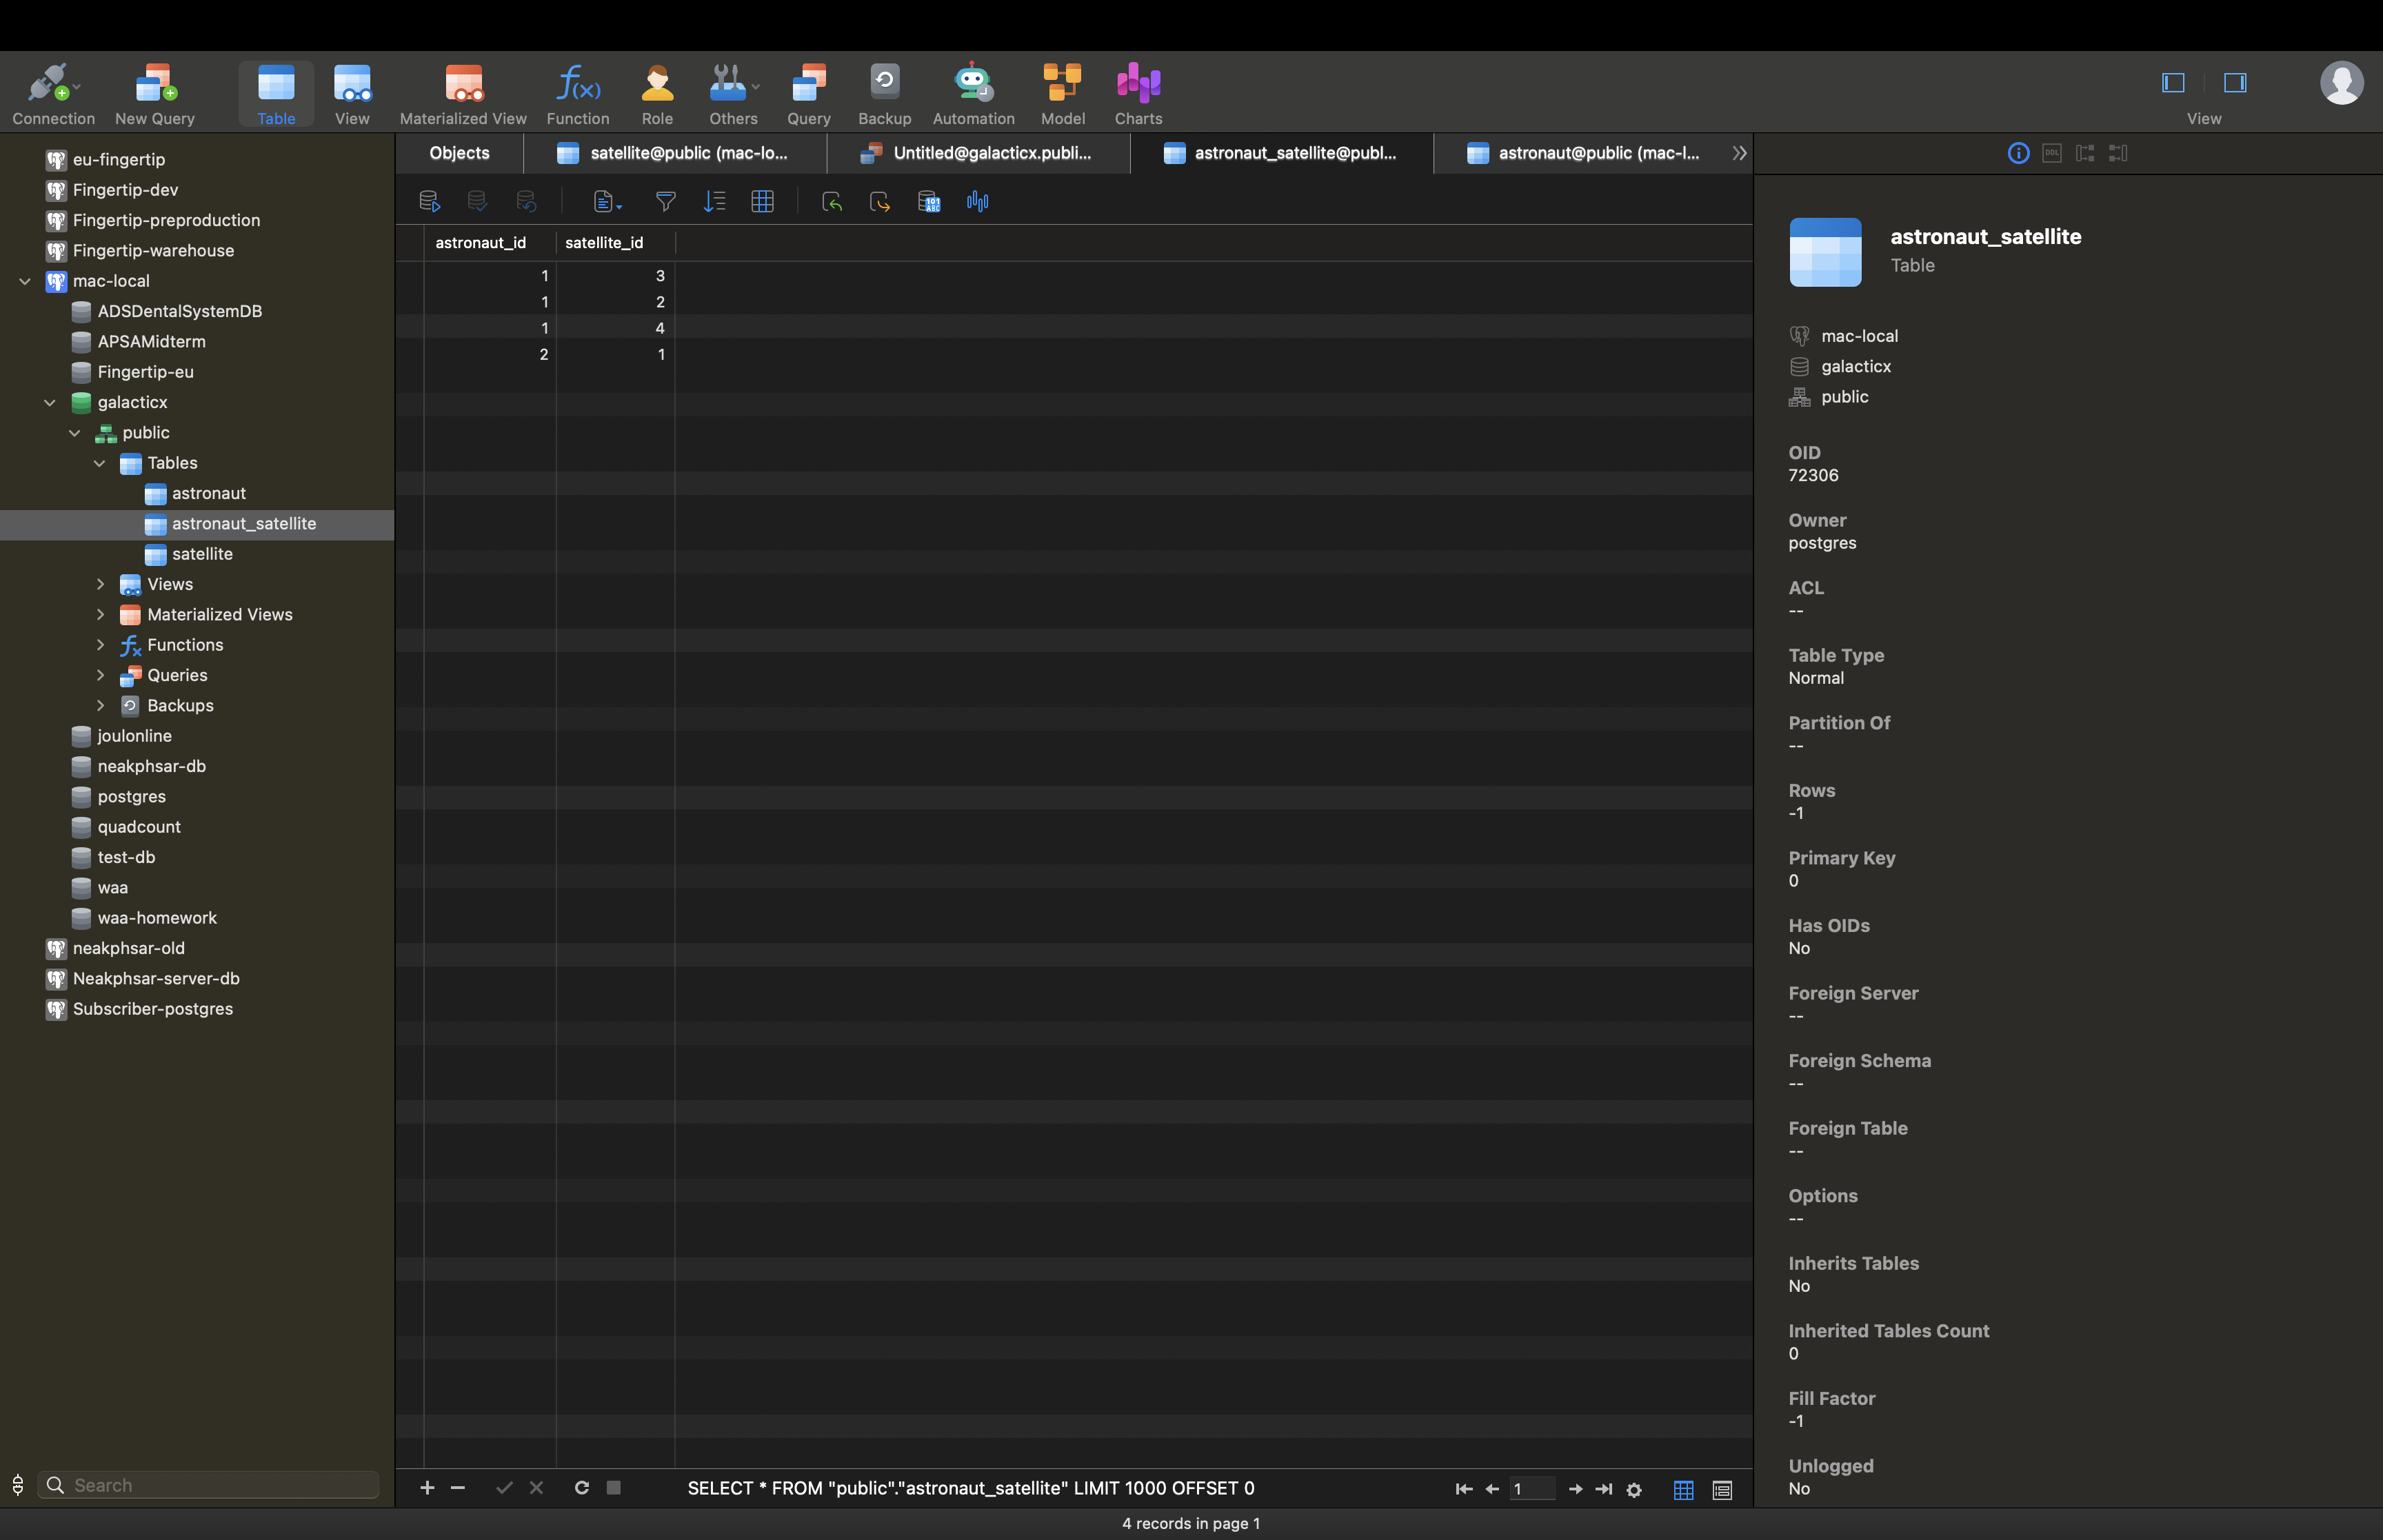 Connection
New Query
Table
View
Materialized View
Function
Role
Others
Query
Backup
Automation
Model
Charts
View
eu-fingertip
Fingertip-dev
Fingertip-preproduction
Fingertip-warehouse
mac-local
ADSDentalSystemDB
APSAMidterm
Fingertip-eu
galacticx
public
Tables
astronaut
astronaut_satellite
satellite
Views
Materialized Views
Functions
Queries
Backups
joulonline
neakphsar-db
postgres
quadcount
test-db
waa
waa-homework
neakphsar-old
Neakphsar-server-db
Subscriber-postgres
Search
Objects
satellite@public (mac-lo...
Untitled@galacticx.publi...
astronaut_satellite@publ...
astronaut@public (mac-l...
astronaut_id satellite_id
1 3
1 2
1 4
2 1
SELECT * FROM "public"."astronaut_satellite" LIMIT 1000 OFFSET 0
1
4 records in page 1
DDL
astronaut_satellite
Table
mac-local
galacticx
public
OID
72306
Owner
postgres
ACL
--
Table Type
Normal
Partition Of
--
Rows
-1
Primary Key
0
Has OIDs
No
Foreign Server
--
Foreign Schema
--
Foreign Table
--
Options
--
Inherits Tables
No
Inherited Tables Count
0
Fill Factor
-1
Unlogged
No